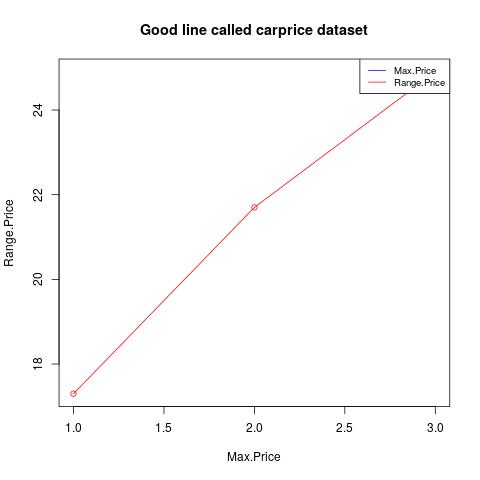 Good line called carprice dataset
Max.Price
Range.Price
24
22
20
18
Range.Price
1.0 1.5 2.0 2.5 3.0
Max.Price